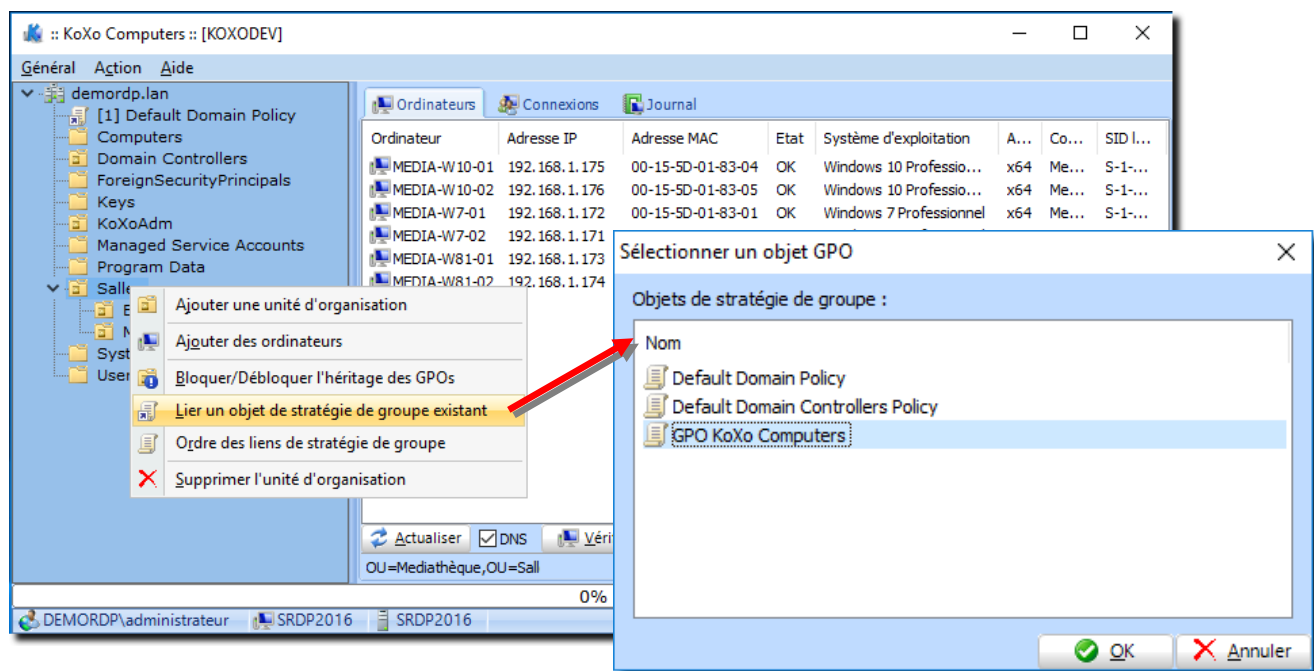 :: KoXo Computers :: [KOXODEV]
Général Action Aide
demordp.lan
[1] Default Domain Policy
Computers
Domain Controllers
ForeignSecurityPrincipals
Keys
KoXoAdm
Managed Service Accounts
Program Data
Ajouter une unité d'organisation
Ajouter des ordinateurs
Bloquer/Débloquer l'héritage des GPOs
Lier un objet de stratégie de groupe existant
Ordre des liens de stratégie de groupe
Supprimer l'unité d'organisation
Ordinateurs Connexions Journal
Ordinateur Adresse IP Adresse MAC Etat Système d'exploitation A... Co... SID l...
MEDIA-W10-01 192.168.1.175 00-15-5D-01-83-04 OK Windows 10 Professio... x64 Me... S-1-...
MEDIA-W10-02 192.168.1.176 00-15-5D-01-83-05 OK Windows 10 Professio... x64 Me... S-1-...
MEDIA-W7-01 192.168.1.172 00-15-5D-01-83-01 OK Windows 7 Professionnel x64 Me... S-1-...
MEDIA-W7-02 192.168.1.171
MEDIA-W81-01 192.168.1.173
MEDIA-W81-02 192.168.1.174
Actualiser DNS
OU=Mediathèque,OU=Sall
0%
DEMORDP\administrateur SRDP2016 SRDP2016
Sélectionner un objet GPO
Objets de stratégie de groupe :
Nom
Default Domain Policy
Default Domain Controllers Policy
GPO KoXo Computers
OK Annuler